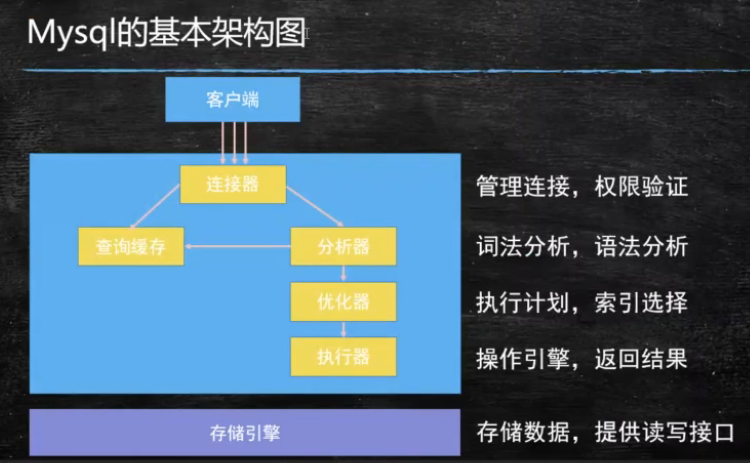 Mysql的基本架构图
客户端
连接器
管理连接，权限验证
查询缓存
分析器
词法分析，语法分析
优化器
执行计划，索引选择
执行器
操作引擎，返回结果
存储引擎
存储数据，提供读写接口